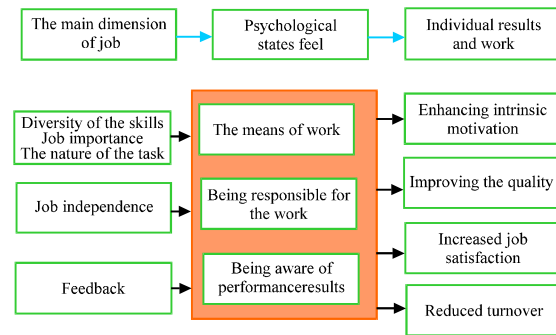 The main dimension
of job
Psychological
states feel
Individual results
and work
Diversity of the skills
Job importance
The nature of the task
The means of work
Enhancing intrinsic
motivation
Job independence
Being responsible for
the work
Improving the quality
Increased job
satisfaction
Feedback
Being aware of
performanceresults
Reduced turnover